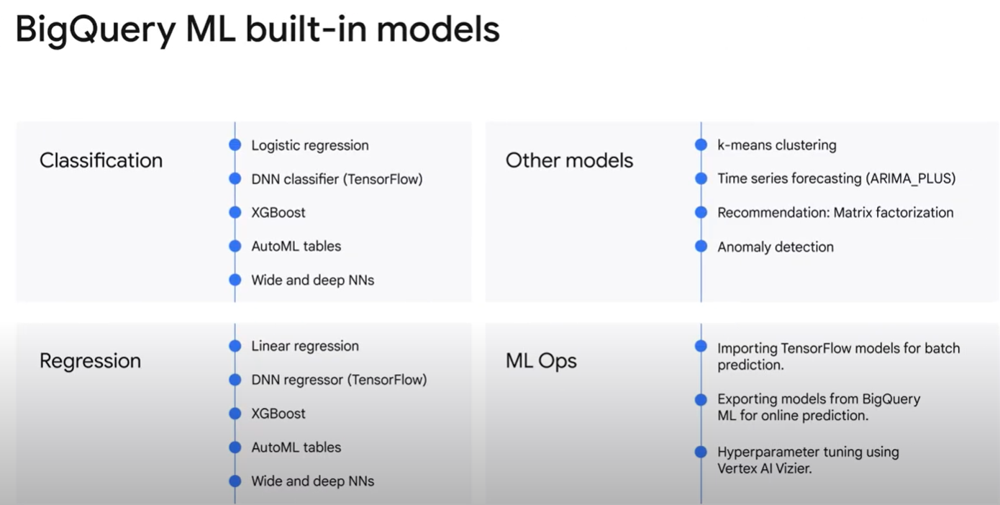 BigQuery ML built-in models
Classification
Logistic regression
DNN classifier (TensorFlow)
XGBoost
AutoML tables
Wide and deep NNs
Other models
k-means clustering
Time series forecasting (ARIMA_PLUS)
Recommendation: Matrix factorization
Anomaly detection
Regression
Linear regression
DNN regressor (TensorFlow)
XGBoost
AutoML tables
Wide and deep NNs
ML Ops
Importing TensorFlow models for batch
prediction.
Exporting models from BigQuery
ML for online prediction.
Hyperparameter tuning using
Vertex AI Vizier.